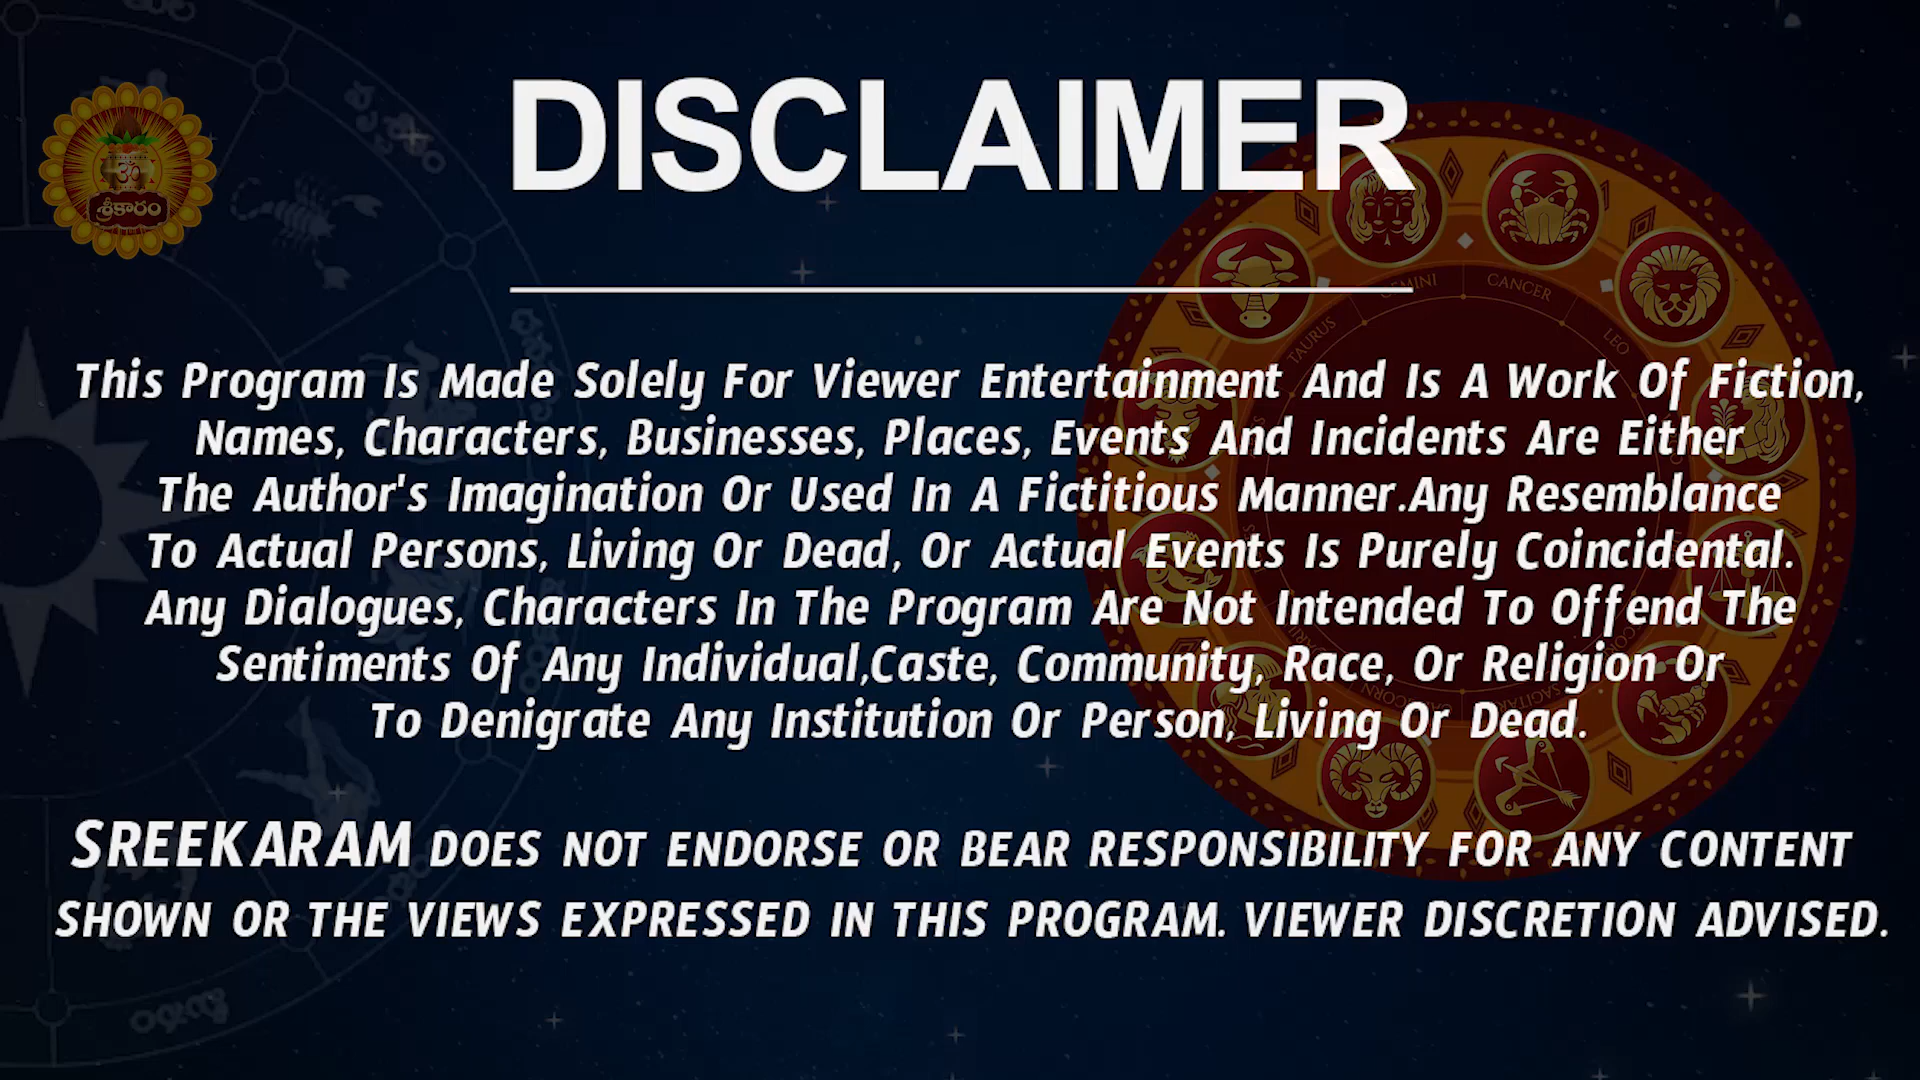 DISCLAIMER
శ్రీకారం
GEMINI
CANCER
TAURUS
LEO
This Program Is Made Solely For Viewer Entertainment And Is A Work Of Fiction,
Names, Characters, Businesses, Places, Events And Incidents Are Either
The Author's Imagination Or Used In A Fictitious Manner.Any Resemblance
To Actual Persons, Living Or Dead, Or Actual Events Is Purely Coincidental.
Any Dialogues, Characters In The Program Are Not Intended To Offend The
Sentiments Of Any Individual,Caste, Community, Race, Or Religion Or
To Denigrate Any Institution Or Person, Living Or Dead.
SREEKARAM DOES NOT ENDORSE OR BEAR RESPONSIBILITY FOR ANY CONTENT
SHOWN OR THE VIEWS EXPRESSED IN THIS PROGRAM. VIEWER DISCRETION ADVISED.